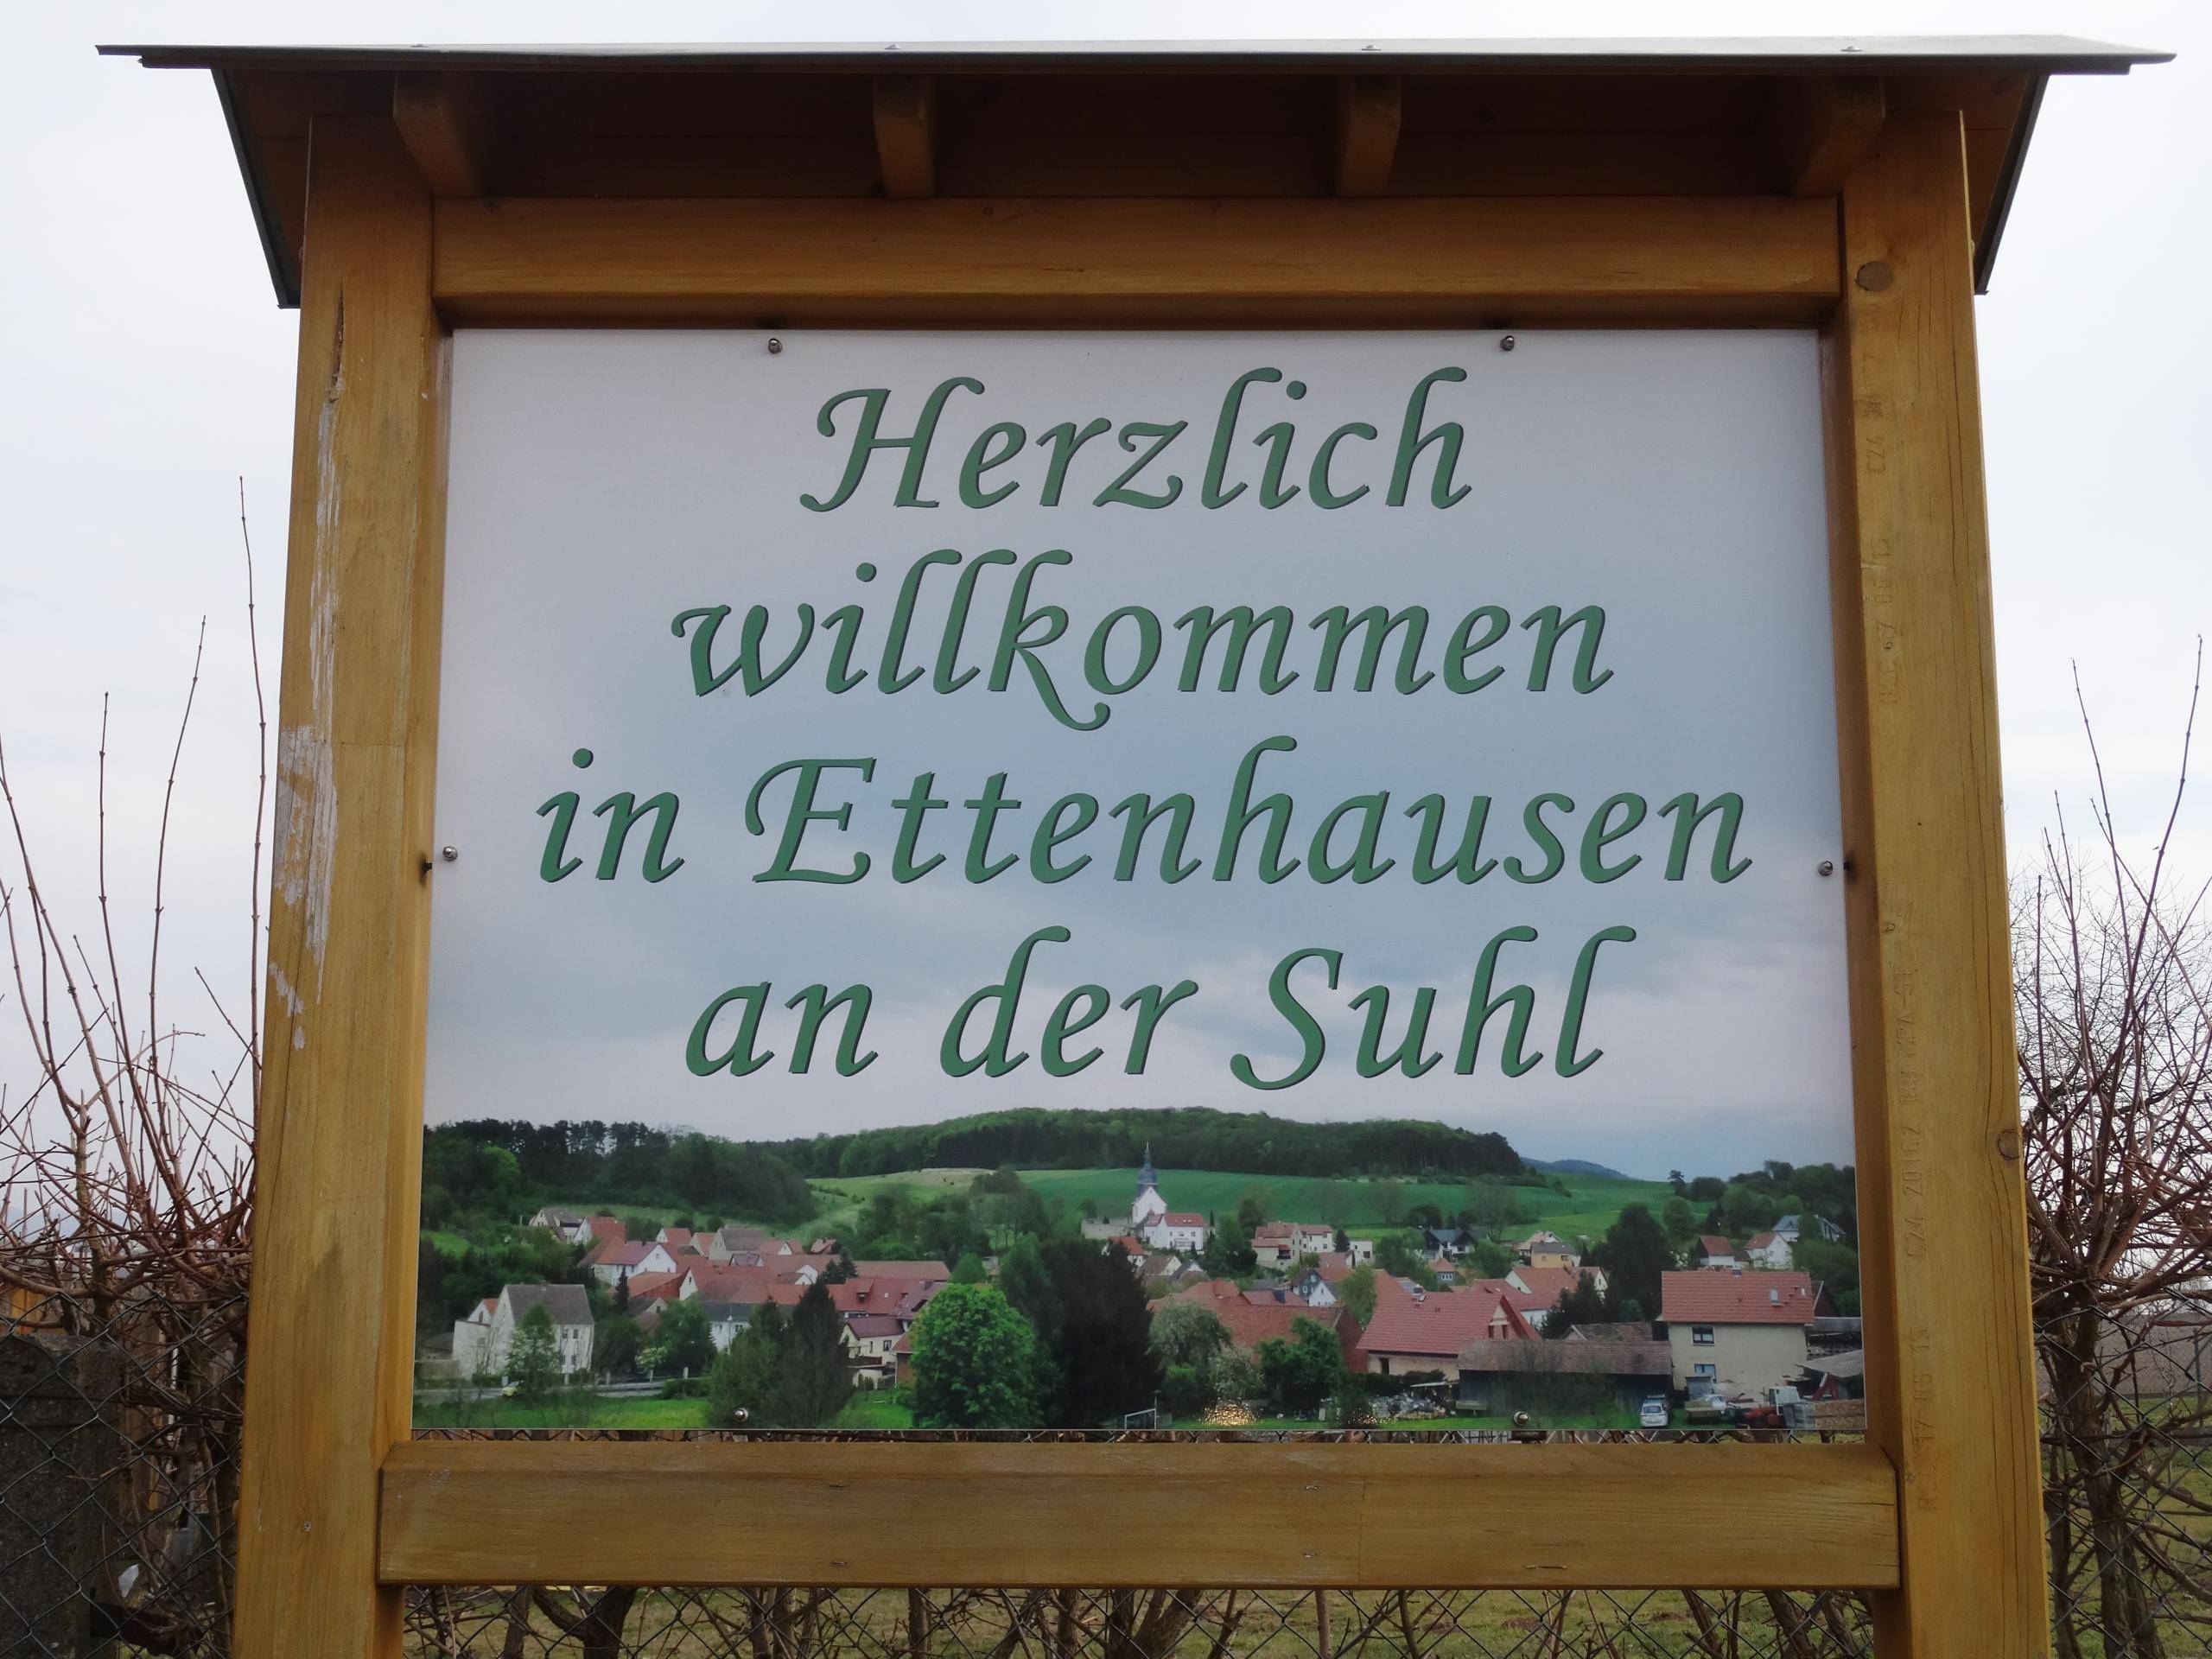 Herzlich
willkommen
in Ettenhausen
an der Suhl